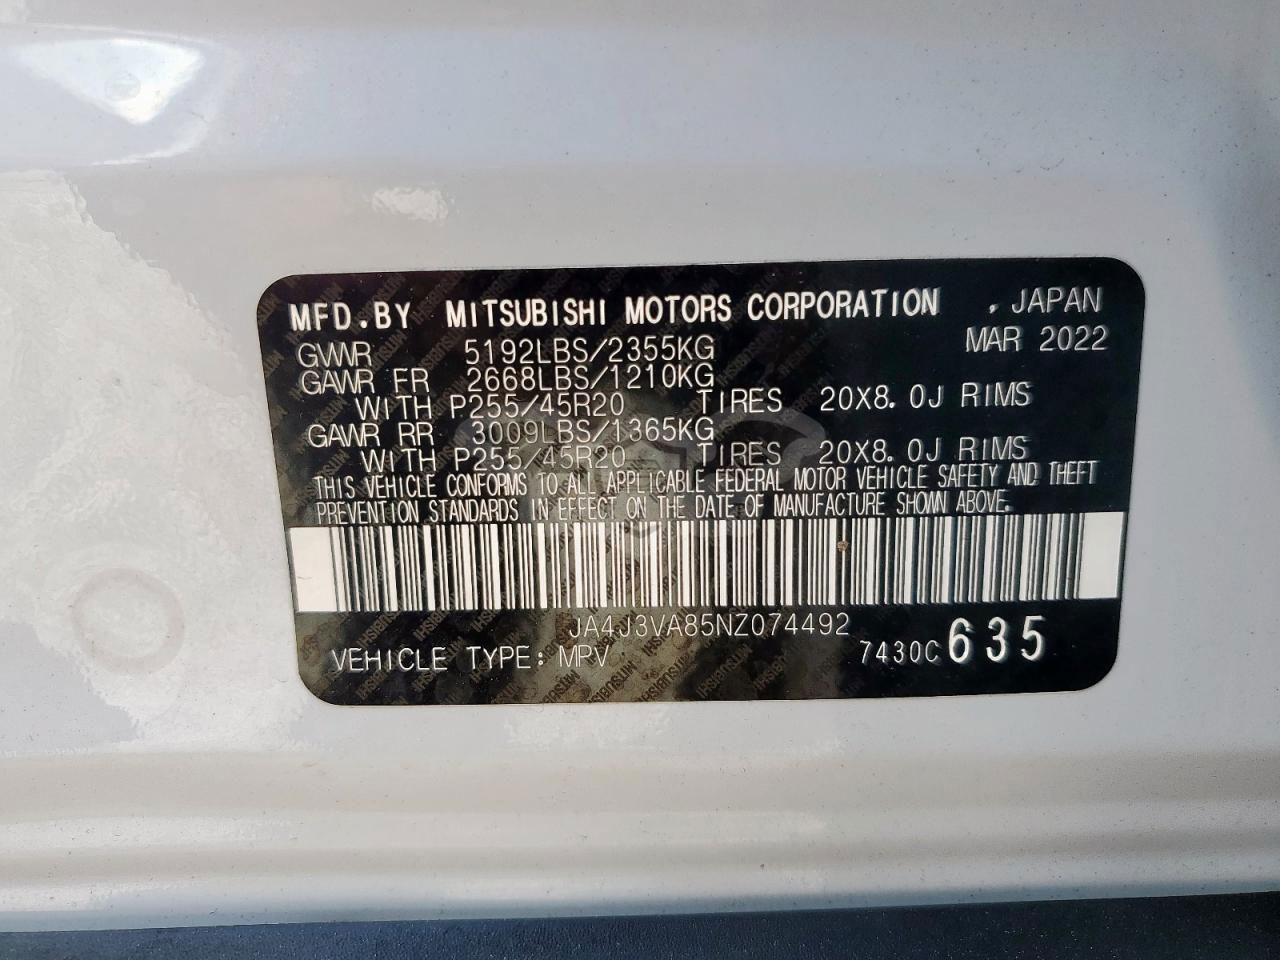 MFD.BY MITSUBISHI MOTORS CORPORATION , JAPAN
GVWR 5192LBS/2355KG MAR 2022
GAWR FR 2668LBS/1210KG
WITH P255/45R20 TIRES 20X8.0J RIMS
GAWR RR 3009LBS/1365KG
WITH P255/45R20 TIRES 20X8.0J RIMS
THIS VEHICLE CONFORMS TO ALL APPLICABLE FEDERAL MOTOR VEHICLE SAFETY AND THEFT
PREVENTION STANDARDS IN EFFECT ON THE DATE OF MANUFACTURE SHOWN ABOVE.
JA4J3VA85NZ074492
VEHICLE TYPE: MPV 7430C 635